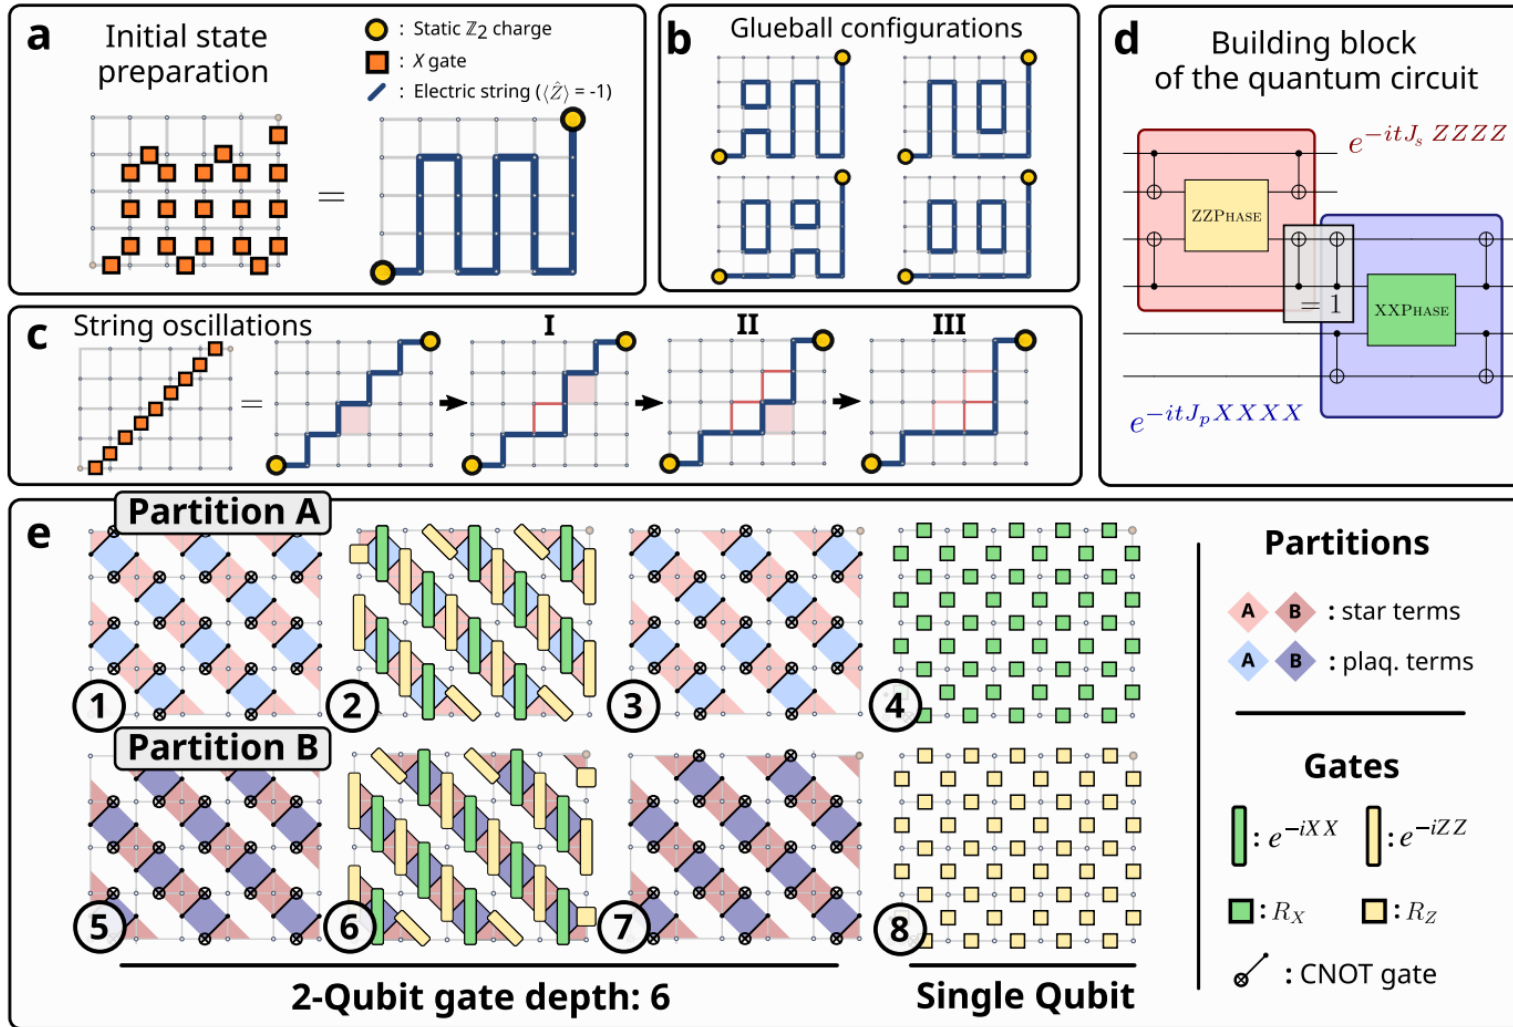 a
Initial state
preparation
: Static ℤ₂ charge
: X gate
: Electric string (⟨Ẑ⟩ = -1)
=
b
Glueball configurations
c
String oscillations
=
I
II
III
d
Building block
of the quantum circuit
e^{-itJ_s ZZZZ}
ZZPHASE
= 1
XXPHASE
e^{-itJ_p XXXX}
e
Partition A
1
2
3
4
Partition B
5
6
7
8
2-Qubit gate depth: 6
Single Qubit
Partitions
A B : star terms
A B : plaq. terms
Gates
: e^{-iXX} : e^{-iZZ}
: R_X : R_Z
: CNOT gate